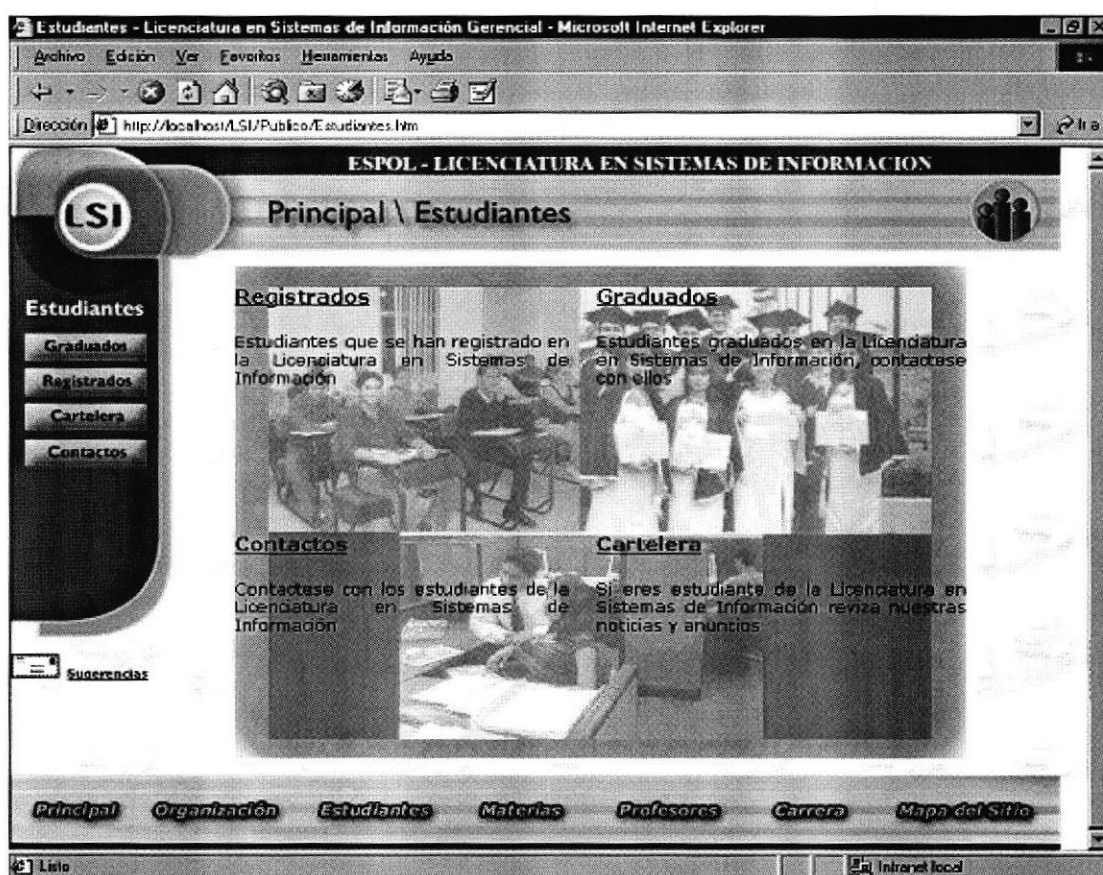 Estudiantes - Licenciatura en Sistemas de Información Gerencial - Microsoft Internet Explorer
Archivo Edición Ver Favoritos Herramientas Ayuda
Dirección http://localhost/LSI/Publico/Estudiantes.htm Ir a
ESPOL - LICENCIATURA EN SISTEMAS DE INFORMACION
LSI
Principal \ Estudiantes
Estudiantes
Graduados
Registrados
Cartelera
Contactos
Sugerencias
Registrados
Estudiantes que se han registrado en
la Licenciatura en Sistemas de
Información
Graduados
Estudiantes graduados en la Licenciatura
en Sistemas de Información, contactese
con ellos
Contactos
Contactese con los estudiantes de la
Licenciatura en Sistemas de
Información
Cartelera
Si eres estudiante de la Licenciatura en
Sistemas de Información reviza nuestras
noticias y anuncios
Principal Organización Estudiantes Materias Profesores Carrera Mapa del Sitio
Listo Intranet local